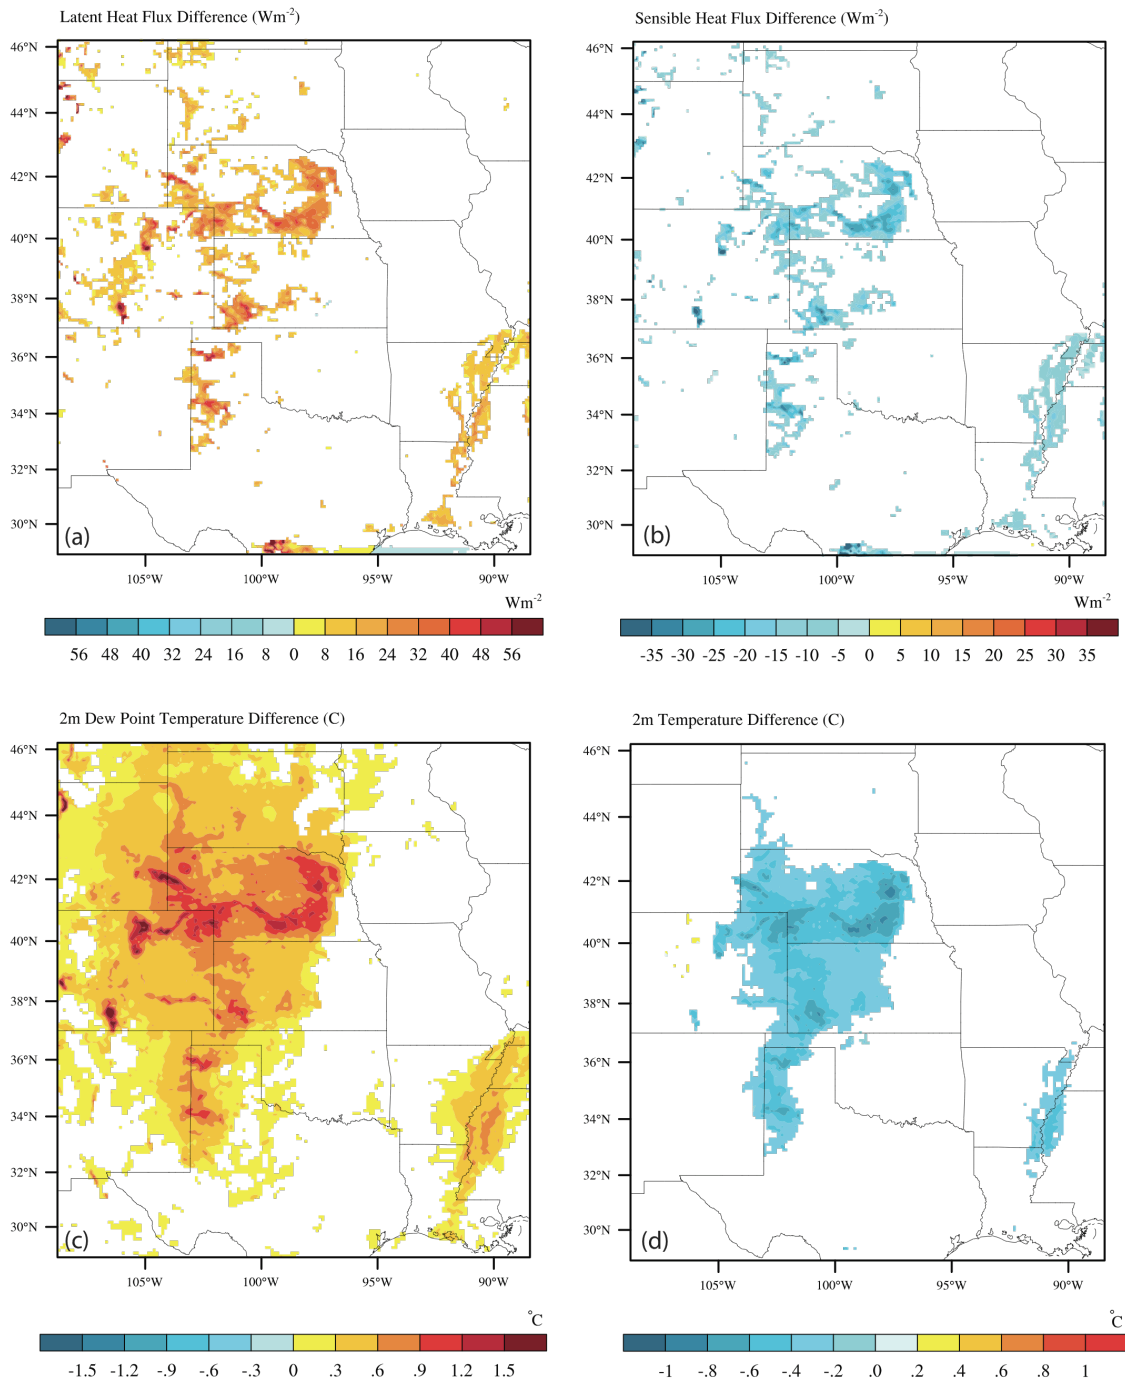 Latent Heat Flux Difference (Wm-2)
Sensible Heat Flux Difference (Wm-2)
46°N
44°N
42°N
40°N
38°N
36°N
34°N
32°N
30°N
(a)
105°W 100°W 95°W 90°W
Wm-2
56 48 40 32 24 16 8 0 8 16 24 32 40 48 56
46°N
44°N
42°N
40°N
38°N
36°N
34°N
32°N
30°N
(b)
105°W 100°W 95°W 90°W
Wm-2
-35 -30 -25 -20 -15 -10 -5 0 5 10 15 20 25 30 35
2m Dew Point Temperature Difference (C)
2m Temperature Difference (C)
46°N
44°N
42°N
40°N
38°N
36°N
34°N
32°N
30°N
(c)
105°W 100°W 95°W 90°W
°C
-1.5 -1.2 -.9 -.6 -.3 0 .3 .6 .9 1.2 1.5
46°N
44°N
42°N
40°N
38°N
36°N
34°N
32°N
30°N
(d)
105°W 100°W 95°W 90°W
°C
-1 -.8 -.6 -.4 -.2 .0 .2 .4 .6 .8 1